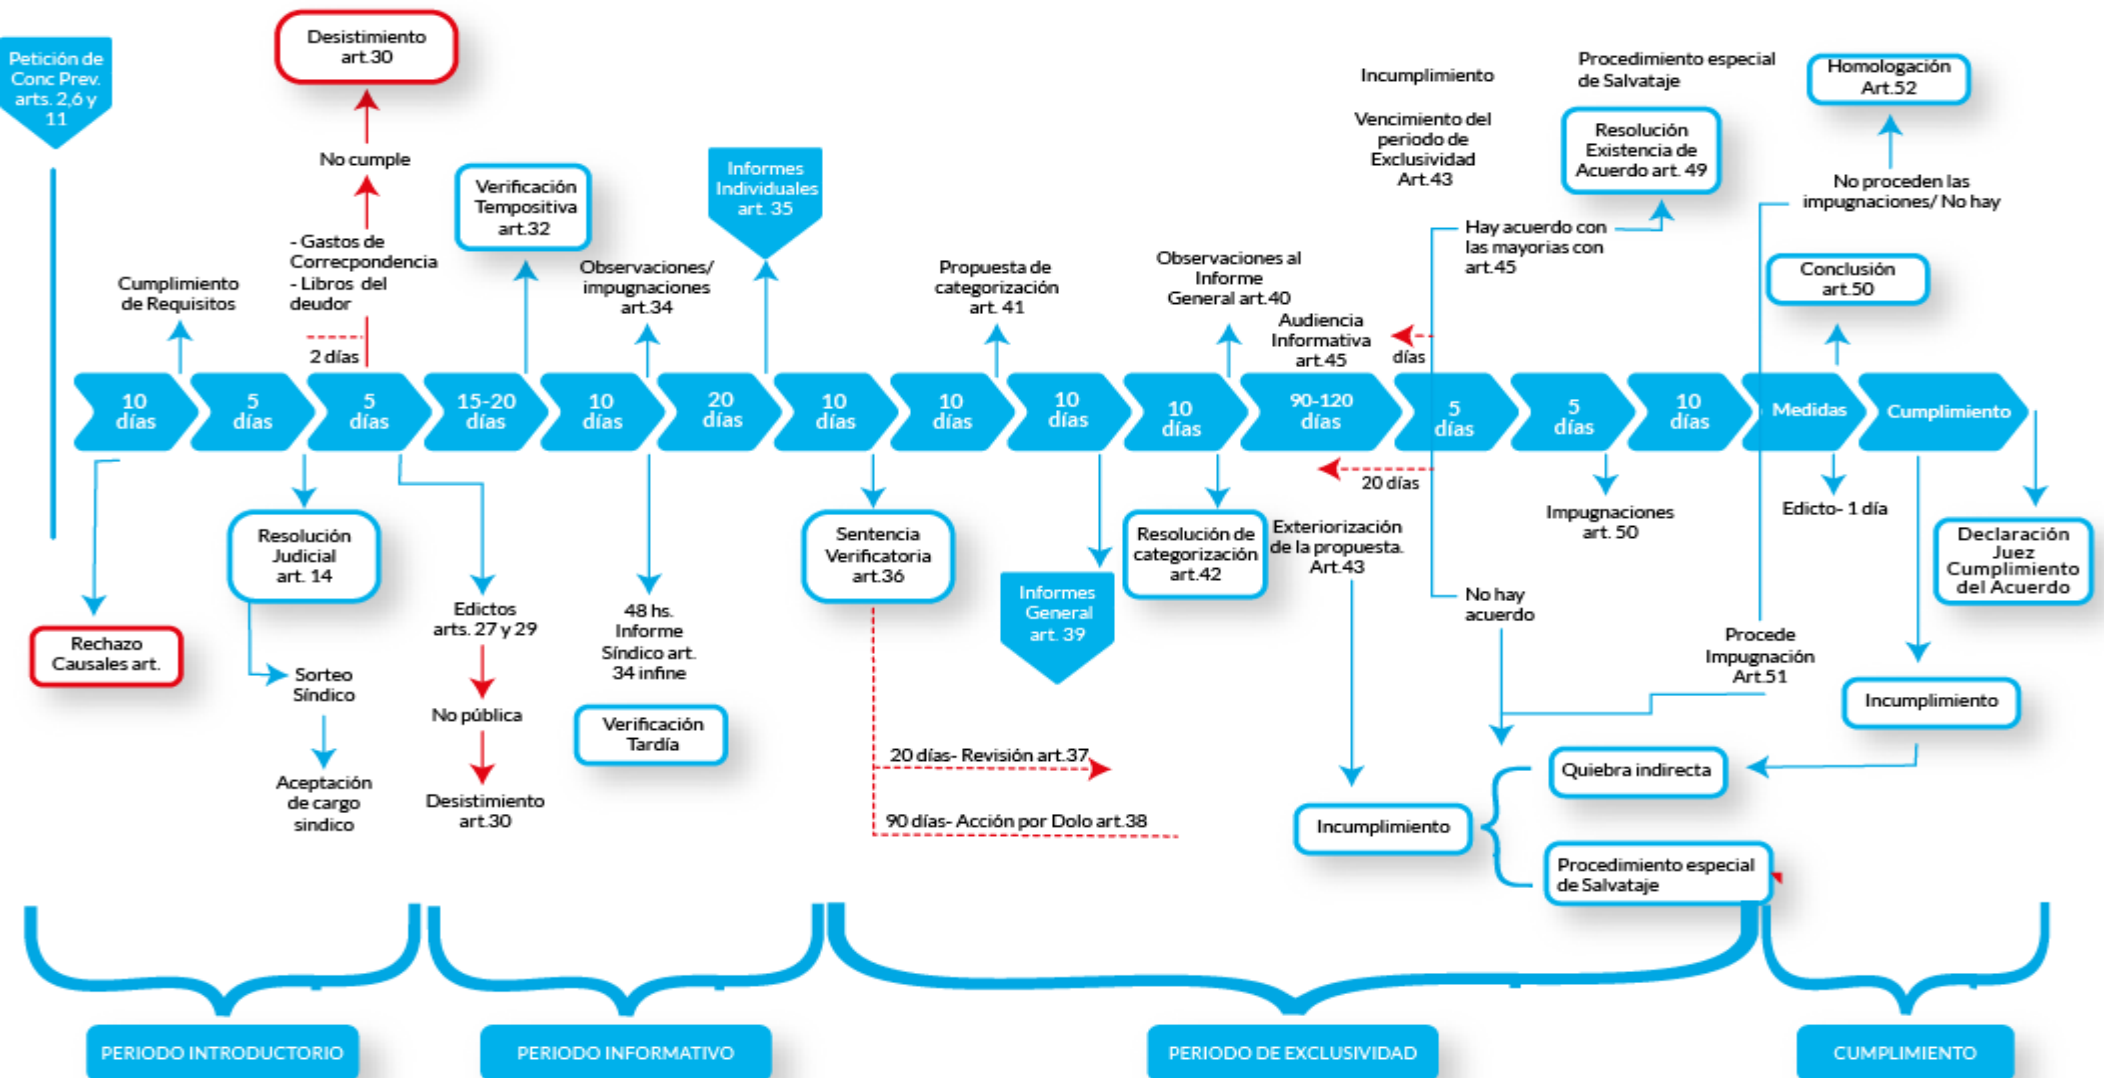 Petición de
Conc Prev.
arts. 2,6 y
11
Desistimiento
art.30
No cumple
- Gastos de
Correcpondencia
- Libros del
deudor
2 días
Cumplimiento
de Requisitos
Verificación
Tempositiva
art.32
Observaciones/
impugnaciones
art.34
Informes
Individuales
art. 35
Propuesta de
categorización
art. 41
Observaciones al
Informe
General art.40
Audiencia
Informativa
art.45
días
Incumplimiento
Vencimiento del
periodo de
Exclusividad
Art.43
Procedimiento especial
de Salvataje
Resolución
Existencia de
Acuerdo art. 49
Hay acuerdo con
las mayorias con
art.45
Homologación
Art.52
No proceden las
impugnaciones/ No hay
Conclusión
art.50
10
días
5
días
5
días
15-20
días
10
días
20
días
10
días
10
días
10
días
10
días
90-120
días
5
días
5
días
10
días
Medidas
Cumplimiento
Rechazo
Causales art.
Resolución
Judicial
art. 14
Sorteo
Síndico
Aceptación
de cargo
sindico
Edictos
arts. 27 y 29
No pública
Desistimiento
art.30
48 hs.
Informe
Síndico art.
34 infine
Verificación
Tardía
Sentencia
Verificatoria
art.36
20 días- Revisión art.37
90 días- Acción por Dolo art.38
Informes
General
art. 39
Resolución de
categorización
art.42
20 días
Exteriorización
de la propuesta.
Art.43
Incumplimiento
No hay
acuerdo
Impugnaciones
art. 50
Procede
Impugnación
Art.51
Quiebra indirecta
Procedimiento especial
de Salvataje
Edicto- 1 día
Incumplimiento
Declaración
Juez
Cumplimiento
del Acuerdo
PERIODO INTRODUCTORIO
PERIODO INFORMATIVO
PERIODO DE EXCLUSIVIDAD
CUMPLIMIENTO